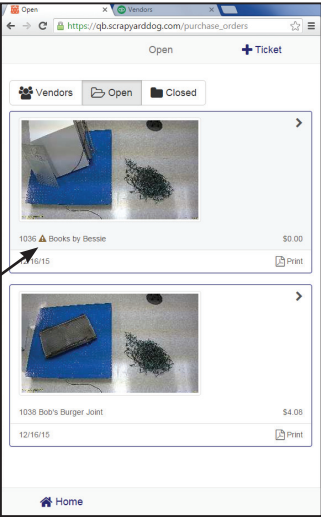 Open
Vendors
https://qb.scrapyarddog.com/purchase_orders
Open
Ticket
Vendors
Open
Closed
1036 Books by Bessie $0.00
12/16/15 Print
1038 Bob's Burger Joint $4.08
12/16/15 Print
Home